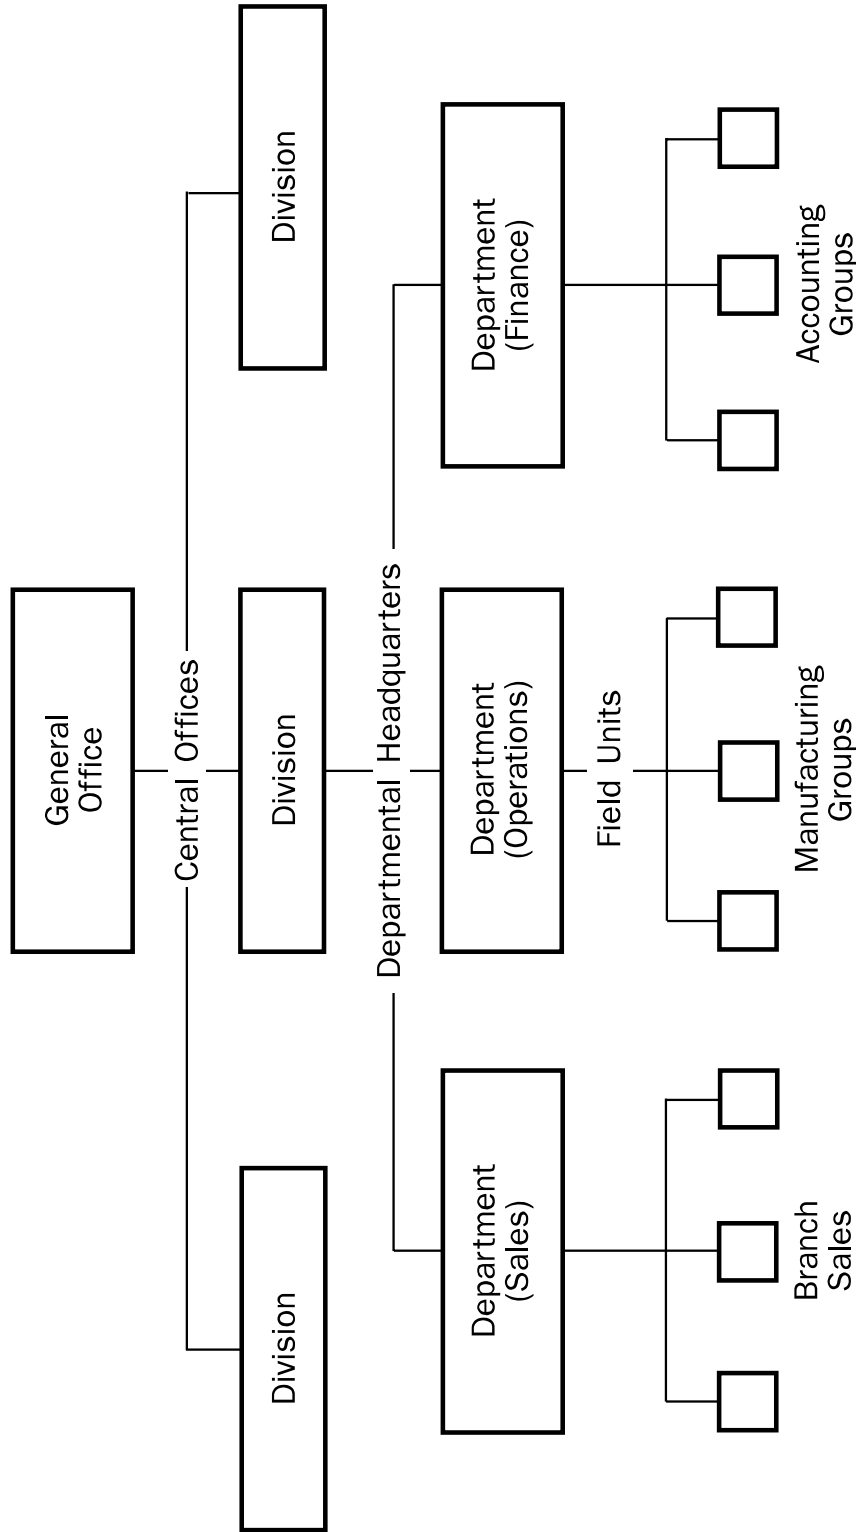 General
Office
Central Offices
Division
Division
Division
Departmental Headquarters
Department
(Sales)
Department
(Operations)
Department
(Finance)
Field Units
Branch
Sales
Manufacturing
Groups
Accounting
Groups